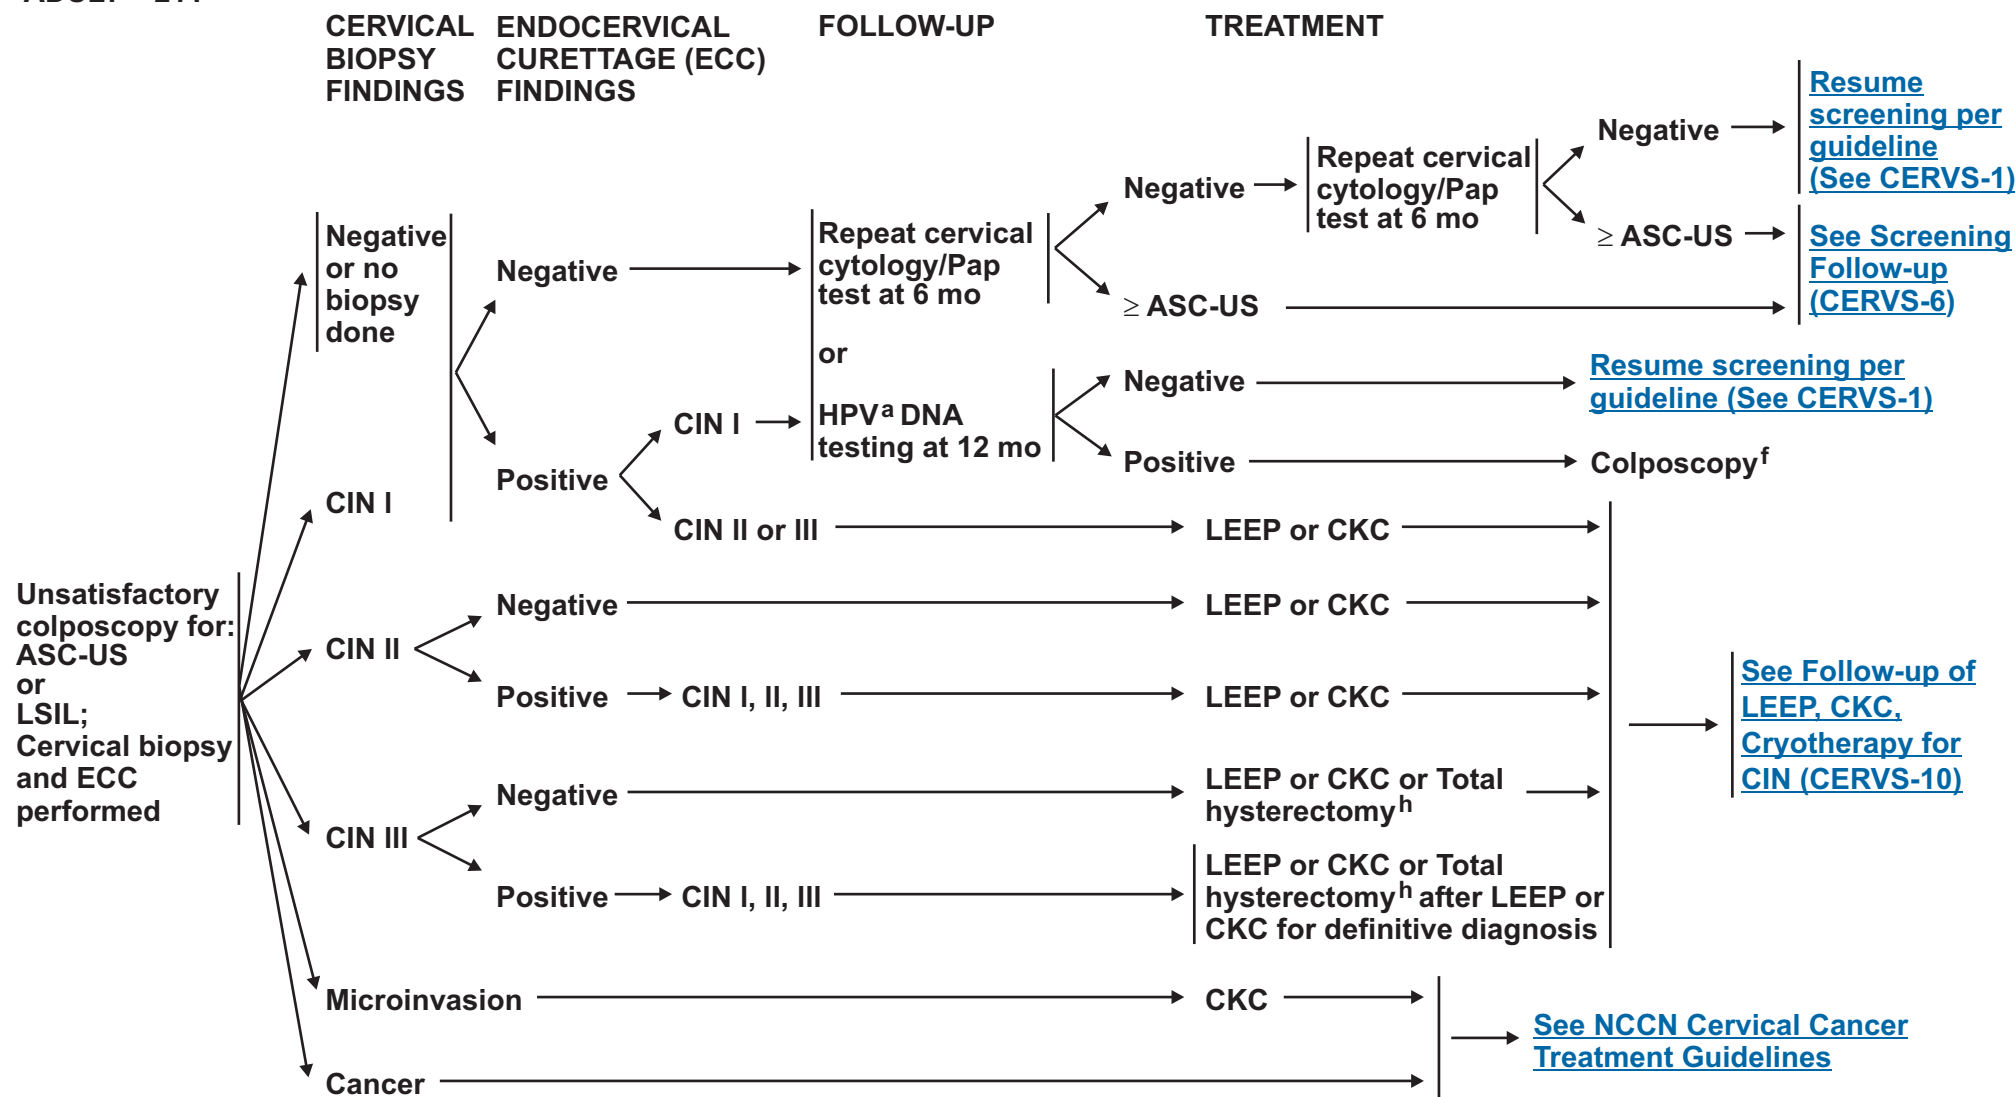 CERVICAL
BIOPSY
FINDINGS
ENDOCERVICAL
CURETTAGE (ECC)
FINDINGS
FOLLOW-UP
TREATMENT
Unsatisfactory
colposcopy for:
ASC-US
or
LSIL;
Cervical biopsy
and ECC
performed
Negative
or no
biopsy
done
CIN I
Negative
Positive
CIN I
CIN II or III
Repeat cervical
cytology/Pap
test at 6 mo
or
HPVa DNA
testing at 12 mo
Negative
≥ ASC-US
Repeat cervical
cytology/Pap
test at 6 mo
Negative
≥ ASC-US
Resume
screening per
guideline
(See CERVS-1)
See Screening
Follow-up
(CERVS-6)
Negative
Positive
Resume screening per
guideline (See CERVS-1)
Colposcopyf
LEEP or CKC
CIN II
Negative
LEEP or CKC
Positive
CIN I, II, III
LEEP or CKC
CIN III
Negative
LEEP or CKC or Total
hysterectomyh
Positive
CIN I, II, III
LEEP or CKC or Total
hysterectomyh after LEEP or
CKC for definitive diagnosis
See Follow-up of
LEEP, CKC,
Cryotherapy for
CIN (CERVS-10)
Microinvasion
CKC
Cancer
See NCCN Cervical Cancer
Treatment Guidelines